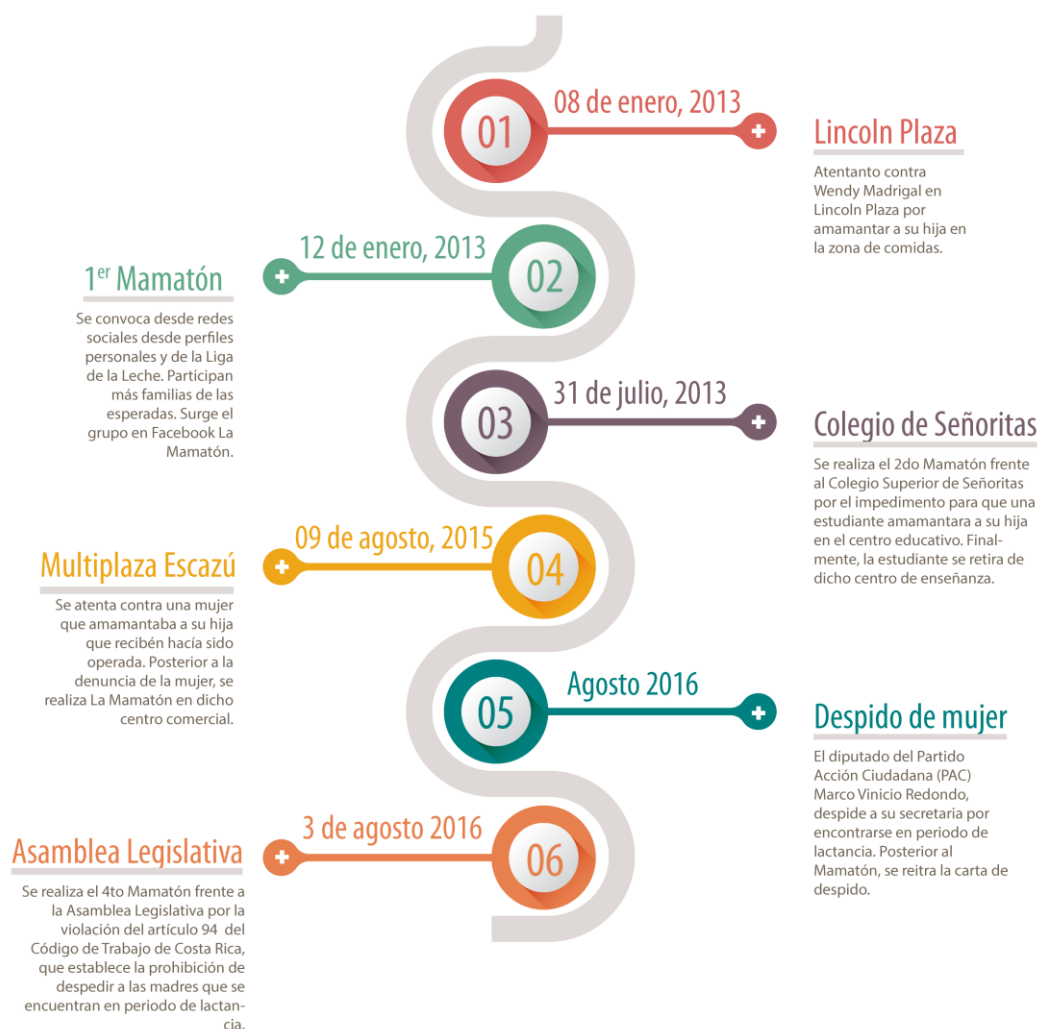 01
08 de enero, 2013
Lincoln Plaza
Atentanto contra
Wendy Madrigal en
Lincoln Plaza por
amamantar a su hija en
la zona de comidas.
02
12 de enero, 2013
1er Mamatón
Se convoca desde redes
sociales desde perfiles
personales y de la Liga
de la Leche. Participan
más familias de las
esperadas. Surge el
grupo en Facebook La
Mamatón.
03
31 de julio, 2013
Colegio de Señoritas
Se realiza el 2do Mamatón frente
al Colegio Superior de Señoritas
por el impedimento para que una
estudiante amamantara a su hija
en el centro educativo. Final-
mente, la estudiante se retira de
dicho centro de enseñanza.
04
09 de agosto, 2015
Multiplaza Escazú
Se atenta contra una mujer
que amamantaba a su hija
que recibén hacía sido
operada. Posterior a la
denuncia de la mujer, se
realiza La Mamatón en dicho
centro comercial.
05
Agosto 2016
Despido de mujer
El diputado del Partido
Acción Ciudadana (PAC)
Marco Vinicio Redondo,
despide a su secretaria por
encontrarse en periodo de
lactancia. Posterior al
Mamatón, se reitra la carta de
despido.
06
3 de agosto 2016
Asamblea Legislativa
Se realiza el 4to Mamatón frente a
la Asamblea Legislativa por la
violación del artículo 94 del
Código de Trabajo de Costa Rica,
que establece la prohibición de
despedir a las madres que se
encuentran en periodo de lactan-
cia.